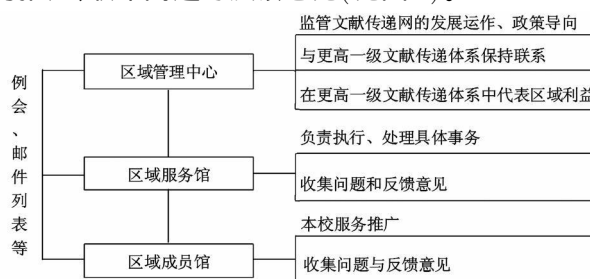 监管文献传递网的发展运作、政策导向
区域管理中心
与更高一级文献传递体系保持联系
在更高一级文献传递体系中代表区域利益
例会、邮件列表等
负责执行、处理具体事务
区域服务馆
收集问题和反馈意见
本校服务推广
区域成员馆
收集问题与反馈意见